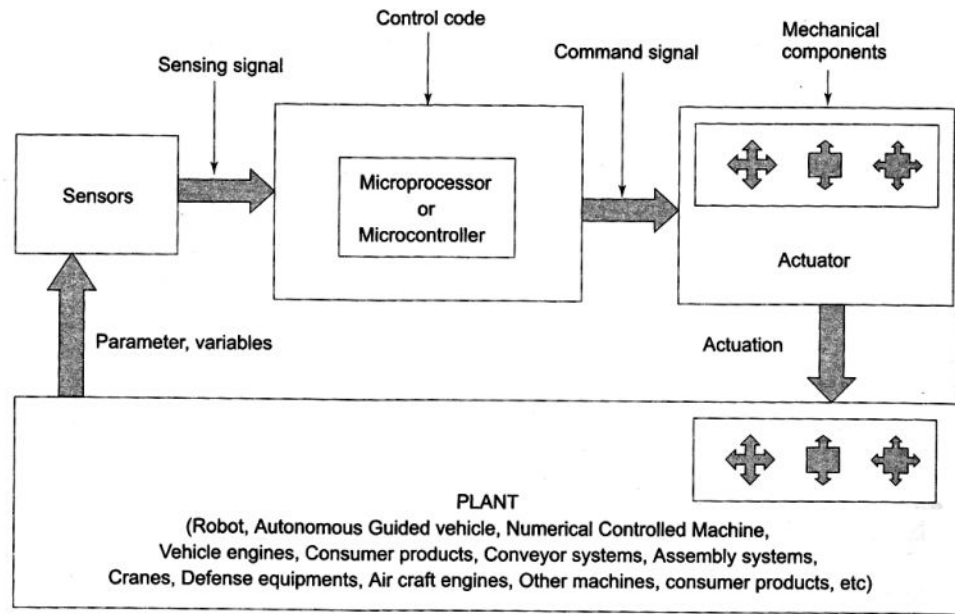 Control code
Mechanical
components
Sensing signal
Command signal
Sensors
Microprocessor
or
Microcontroller
Actuator
Parameter, variables
Actuation
PLANT
(Robot, Autonomous Guided vehicle, Numerical Controlled Machine,
Vehicle engines, Consumer products, Conveyor systems, Assembly systems,
Cranes, Defense equipments, Air craft engines, Other machines, consumer products, etc)